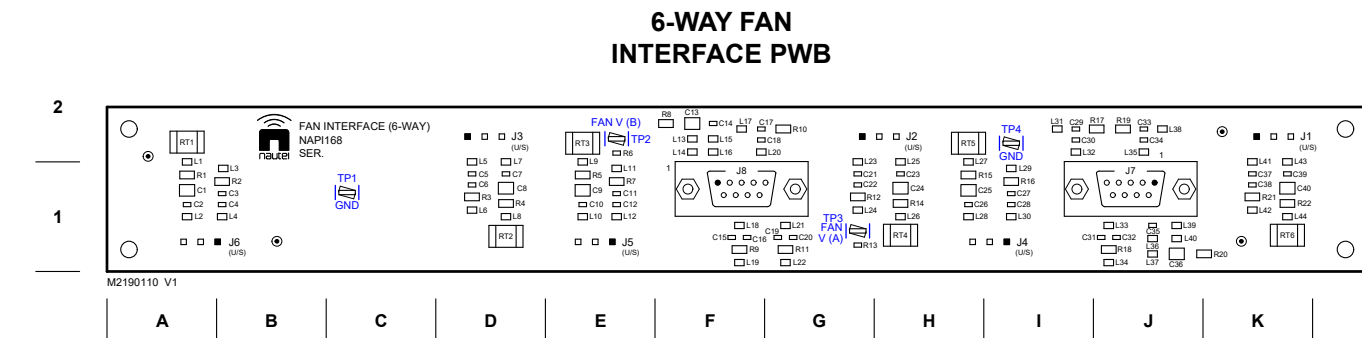 6-WAY FAN
INTERFACE PWB
2
1
FAN INTERFACE (6-WAY)
NAPI168
SER.
nautel
RT1
L1
R1
C1
C2
L2
L3
R2
C3
C4
L4
J6
(U/S)
TP1
GND
J3
(U/S)
L5
C5
C6
R3
L6
L7
C7
C8
R4
L8
RT2
FAN V (B)
TP2
RT3
R6
L9
R5
C9
C10
L10
L11
R7
C11
C12
L12
J5
(U/S)
R8
C13
C14
L17
C17
R10
L13
L15
C18
L14
L16
L20
1
J8
L18
C15
C16
R9
L19
L21
C19
C20
R11
L22
J2
(U/S)
L23
C21
C22
R12
L24
TP3
FAN
V (A)
R13
L25
C23
C24
R14
L26
RT4
RT5
L27
R15
C25
C26
L28
TP4
GND
L29
R16
C27
C28
L30
J4
(U/S)
L31
C29
R17
R19
C33
L38
C30
C34
L32
L35
1
J7
L33
C31
C32
R18
L34
C35
L36
L37
L39
L40
C36
R20
J1
(U/S)
L41
C37
C38
R21
L42
L43
C39
C40
R22
L44
RT6
M2190110 V1
A B C D E F G H I J K